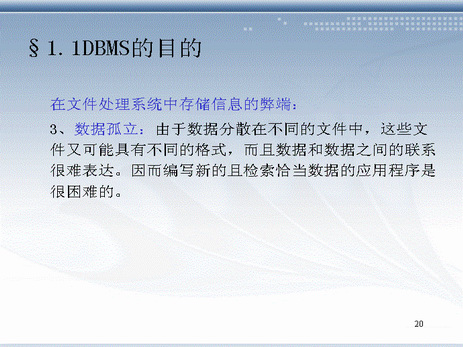 §1.1DBMS的目的
在文件处理系统中存储信息的弊端：
3、数据孤立：由于数据分散在不同的文件中，这些文
件又可能具有不同的格式，而且数据和数据之间的联系
很难表达。因而编写新的且检索恰当数据的应用程序是
很困难的。
20